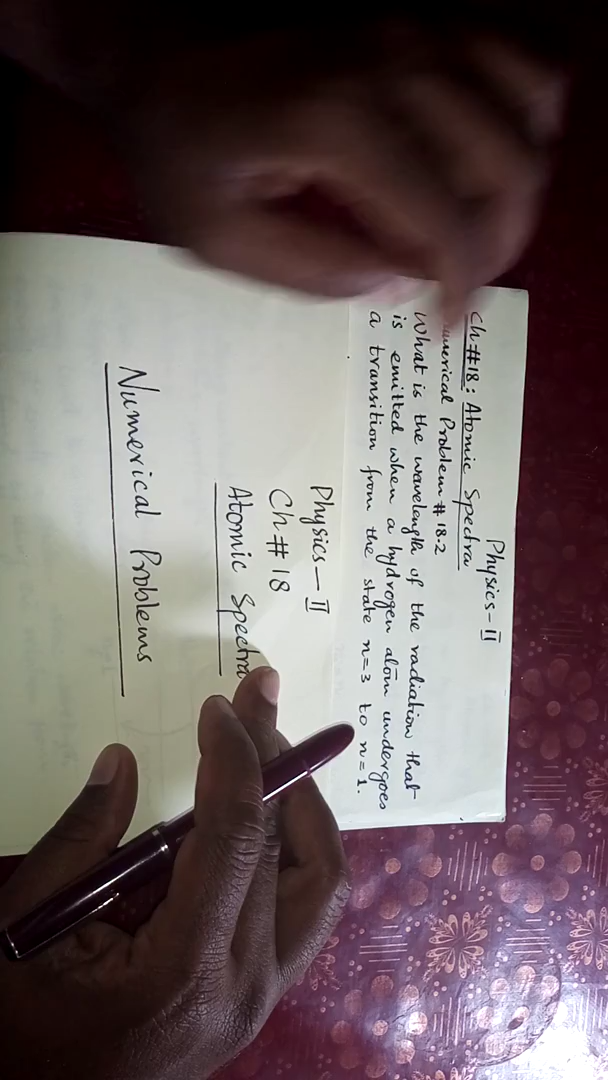 Physics-II
Ch#18: Atomic Spectra
Problem # 18.2
What is the wavelength of the radiation that
is emitted when a hydrogen atom undergoes
a transition from the state n=3 to n=1.
Physics-II
Ch#18
Atomic Spectra
Numerical Problems